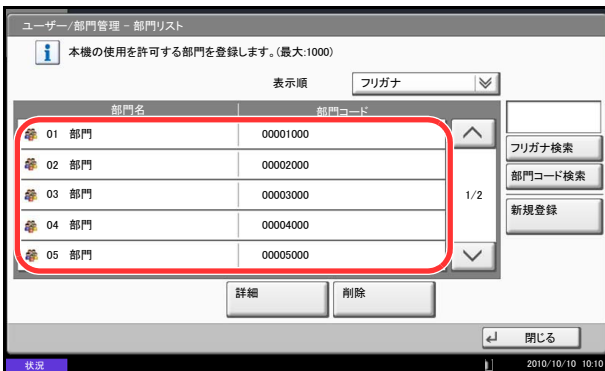 ユーザー/部門管理 - 部門リスト
本機の使用を許可する部門を登録します。(最大:1000)
表示順 フリガナ
部門名 部門コード
01 部門 00001000
02 部門 00002000
03 部門 00003000
04 部門 00004000
05 部門 00005000
1/2
フリガナ検索
部門コード検索
新規登録
詳細 削除
閉じる
状況 2010/10/10 10:10